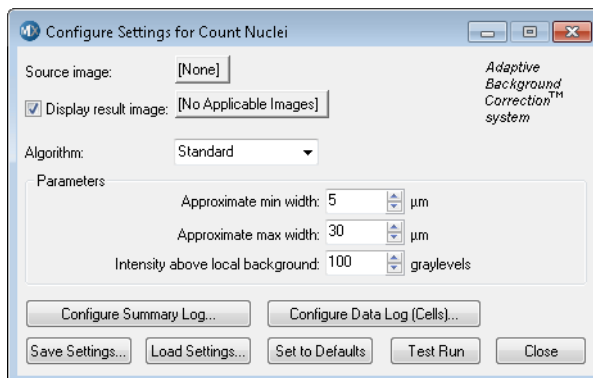 Configure Settings for Count Nuclei
Source image: [None]
Display result image: [No Applicable Images]
Adaptive
Background
Correction™
system
Algorithm: Standard
Parameters
Approximate min width: 5 µm
Approximate max width: 30 µm
Intensity above local background: 100 graylevels
Configure Summary Log... Configure Data Log (Cells)...
Save Settings... Load Settings... Set to Defaults Test Run Close